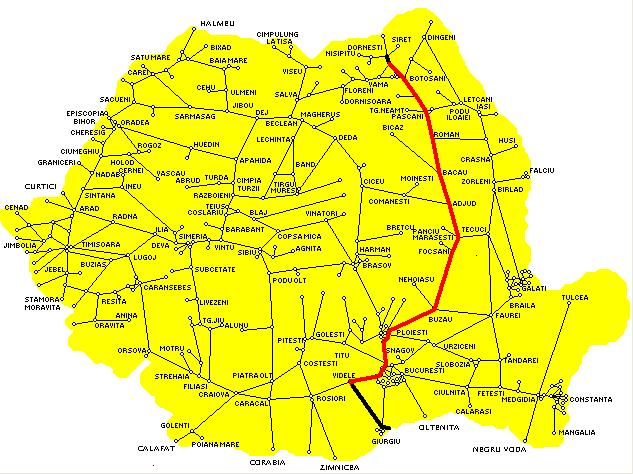 HALMEU
CIMPULUNG
LATISA
SIRET
DORNESTI
DINGENI
BIXAD
NISIPITU
SATU MARE
BAIA MARE
VISEU
CAREI
VAMA
BOTOSANI
CEHU
ULMENI
SALVA
FLORENI
SACUENI
DORNISOARA
LETCANI
JIBOU
TG.NEAMT
PODU
ILOAIEI
IASI
EPISCOPIA
BIHOR
SARMASAG
DEJ
MAGHERUS
PASCANI
ORADEA
BECLEAN
BICAZ
CHERESIG
LECHINTA
DEDA
ROMAN
HUSI
CIUMEGHIU
ROGOZ
HUEDIN
GRANICERI
HOLOD
APAHIDA
BAND
CRASNA
CERMEI
NADAB
VASCAU
BACAU
FALCIU
CURTICI
INEU
ABRUD
TURDA
CIMPIA
TURZII
TIRGU
MURES
CICEU
MOINESTI
ZORLENI
SINTANA
RAZBOIENI
COMANESTI
BIRLAD
CENAD
ARAD
TEIUS
ADJUD
RADNA
COSLARIU
BLAJ
VINATORI
BRETCU
PANCIU
TECUCI
ILIA
BARABANT
COPSA MICA
MARASESTI
JIMBOLIA
TIMISOARA
DEVA
SIMERIA
VINTU
AGNITA
HARMAN
FOCSANI
LUGOJ
SIBIU
BUZIAS
BRASOV
JEBEL
SUBCETATE
PODU OLT
NEHOIASU
CARANSEBES
GALATI
STAMORA
MORAVITA
RESITA
LIVEZENI
TULCEA
BRAILA
ANINA
TG.JIU
BUZAU
FAUREI
ORAVITA
ALUNU
GOLESTI
PLOIESTI
PITESTI
ORSOVA
MOTRU
TITU
SNAGOV
URZICENI
COSTESTI
SLOBOZIA
TANDAREI
STREHAIA
PIATRA OLT
VIDELE
BUCURESTI
FILIASI
CIULNITA
FETESTI
CRAIOVA
CARACAL
ROSIORI
MEDGIDIA
CONSTANTA
CALARASI
GOLENTI
OLTENITA
GIURGIU
MANGALIA
CALAFAT
POIANA MARE
NEGRU VODA
CORABIA
ZIMNICEA